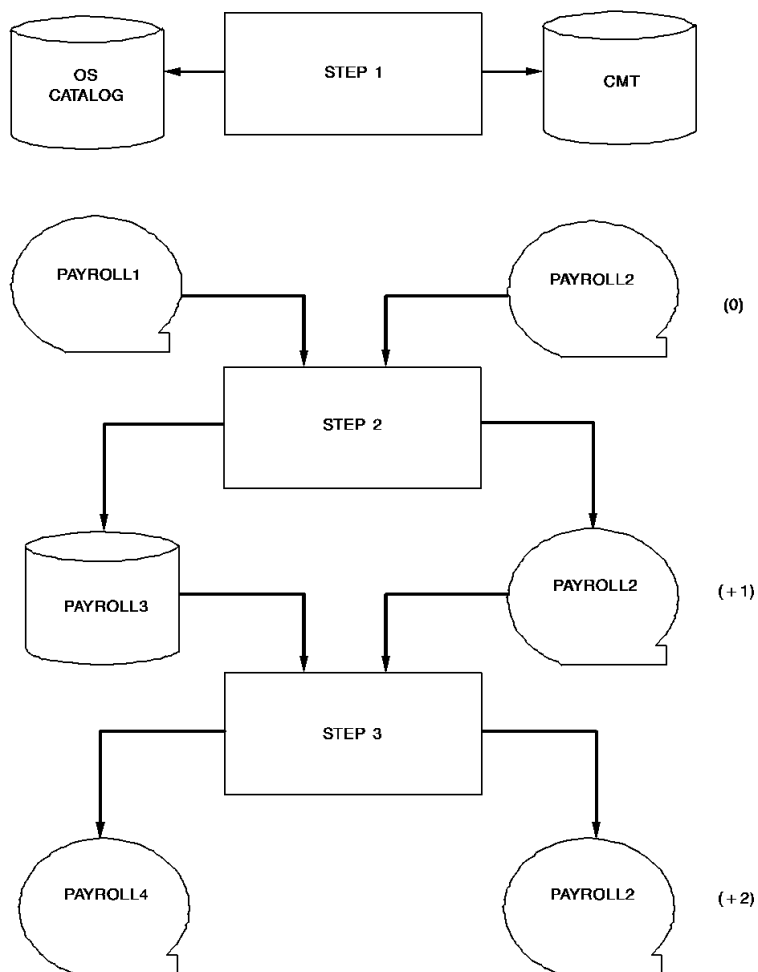 OS
CATALOG
STEP 1
CMT
PAYROLL1
PAYROLL2
(0)
STEP 2
PAYROLL3
PAYROLL2
(+1)
STEP 3
PAYROLL4
PAYROLL2
(+2)